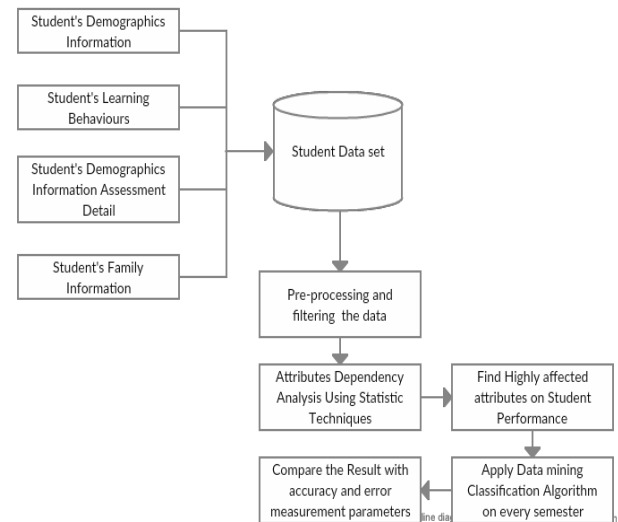 Student's Demographics
Information
Student's Learning
Behaviours
Student's Demographics
Information Assessment
Detail
Student's Family
Information
Student Data set
Pre-processing and
filtering the data
Attributes Dependency
Analysis Using Statistic
Techniques
Find Highly affected
attributes on Student
Performance
Apply Data mining
Classification Algorithm
on every semester
Compare the Result with
accuracy and error
measurement parameters